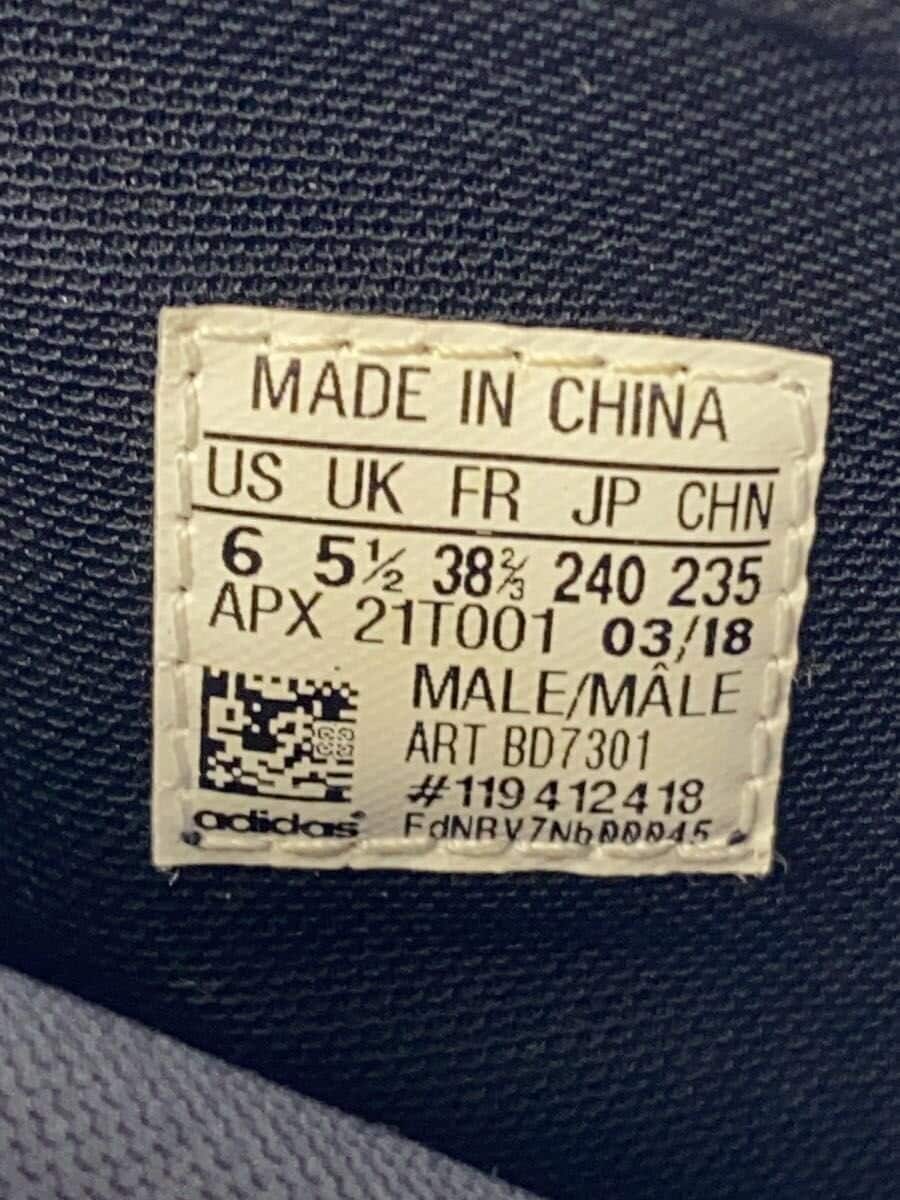 MADE IN CHINA
US UK FR JP CHN
6 5½ 38⅔ 240 235
APX 21T001 03/18
MALE/MÂLE
ART BD7301
#119412418
adidas